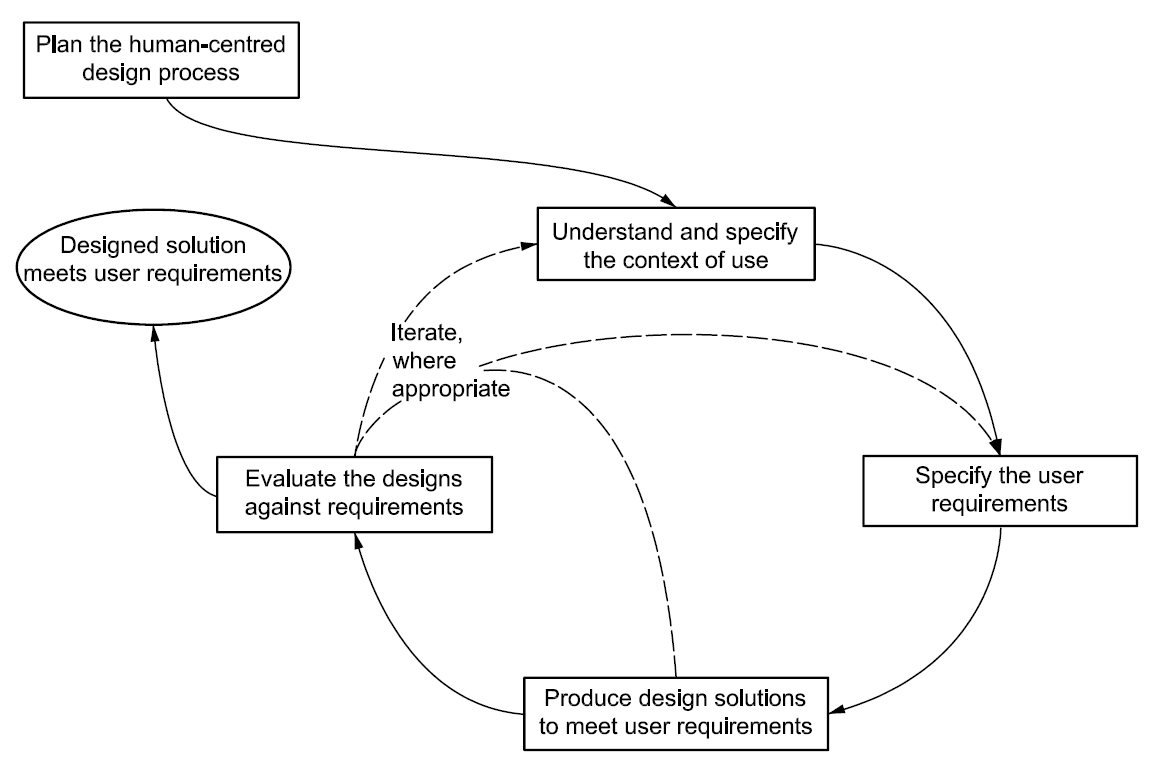 Plan the human-centred
design process
Understand and specify
the context of use
Designed solution
meets user requirements
Iterate,
where
appropriate
Evaluate the designs
against requirements
Specify the user
requirements
Produce design solutions
to meet user requirements